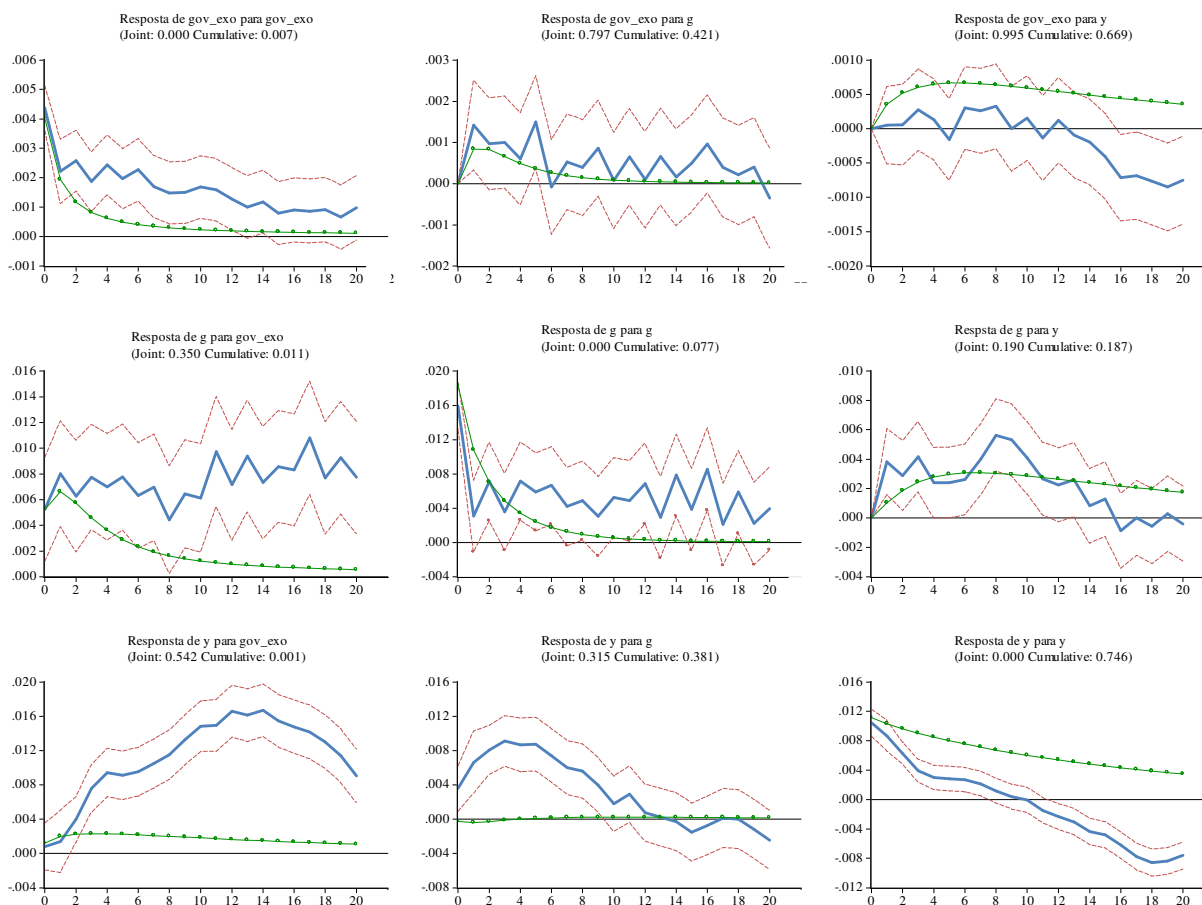 Resposta de gov_exo para gov_exo
(Joint: 0.000 Cumulative: 0.007)
.006
.005
.004
.003
.002
.001
.000
-.001
0 2 4 6 8 10 12 14 16 18 20
Resposta de gov_exo para g
(Joint: 0.797 Cumulative: 0.421)
.003
.002
.001
.000
-.001
-.002
0 2 4 6 8 10 12 14 16 18 20
Resposta de gov_exo para y
(Joint: 0.995 Cumulative: 0.669)
.0010
.0005
.0000
-.0005
-.0010
-.0015
-.0020
0 2 4 6 8 10 12 14 16 18 20
Resposta de g para gov_exo
(Joint: 0.350 Cumulative: 0.011)
.016
.014
.012
.010
.008
.006
.004
.002
.000
0 2 4 6 8 10 12 14 16 18 20
Resposta de g para g
(Joint: 0.000 Cumulative: 0.077)
.020
.016
.012
.008
.004
.000
-.004
0 2 4 6 8 10 12 14 16 18 20
Respsta de g para y
(Joint: 0.190 Cumulative: 0.187)
.010
.008
.006
.004
.002
.000
-.002
-.004
0 2 4 6 8 10 12 14 16 18 20
Responsta de y para gov_exo
(Joint: 0.542 Cumulative: 0.001)
.020
.016
.012
.008
.004
.000
-.004
0 2 4 6 8 10 12 14 16 18 20
Resposta de y para g
(Joint: 0.315 Cumulative: 0.381)
.016
.012
.008
.004
.000
-.004
-.008
0 2 4 6 8 10 12 14 16 18 20
Resposta de y para y
(Joint: 0.000 Cumulative: 0.746)
.016
.012
.008
.004
.000
-.004
-.008
-.012
0 2 4 6 8 10 12 14 16 18 20